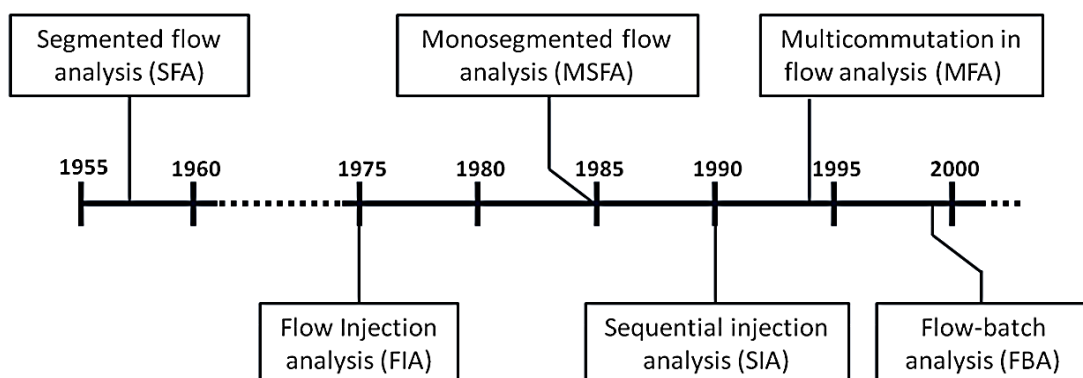 Segmented flow
analysis (SFA)
Monosegmented flow
analysis (MSFA)
Multicommutation in
flow analysis (MFA)
1955
1960
1975
1980
1985
1990
1995
2000
Flow Injection
analysis (FIA)
Sequential injection
analysis (SIA)
Flow-batch
analysis (FBA)